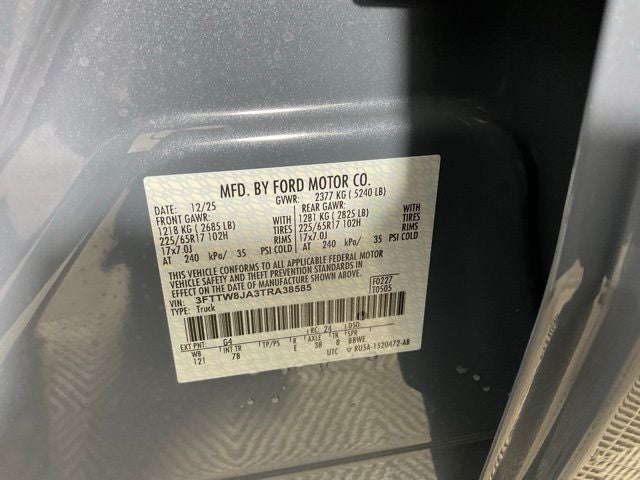 MFD. BY FORD MOTOR CO.
DATE: 12/25 GVWR: 2377 KG ( 5240 LB)
FRONT GAWR: REAR GAWR:
1218 KG ( 2685 LB) WITH 1281 KG ( 2825 LB) WITH
225/65R17 102H TIRES 225/65R17 102H TIRES
17x7.0J RIMS 17x7.0J RIMS
AT 240 kPa/ 35 PSI COLD AT 240 kPa/ 35 PSI COLD
THIS VEHICLE CONFORMS TO ALL APPLICABLE FEDERAL MOTOR
VEHICLE SAFETY AND THEFT PREVENTION STANDARDS IN
EFFECT ON THE DATE OF MANUFACTURE SHOWN ABOVE.
3FTTW8JA3TRA38585 F0227
TYPE: Truck T0505
EXT PNT: G4 RC: 24 DSO:
WB INT TR TP/PS R AXLE TR SPR
121 7B E 38 8 BBWE
UTC RUSA-1520472-AB